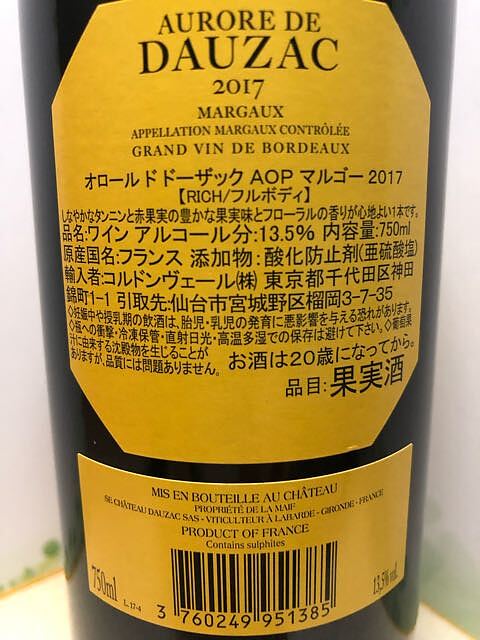 AURORE DE
DAUZAC
2017
MARGAUX
APPELLATION MARGAUX CONTRÔLÉE
GRAND VIN DE BORDEAUX
オロール ド ドーザック AOP マルゴー 2017
【RICH/フルボディ】
しなやかなタンニンと赤果実の豊かな果実味とフローラルの香りが心地よい1本です。
品名:ワイン アルコール分:13.5% 内容量:750ml
原産国名:フランス 添加物:酸化防止剤(亜硫酸塩)
輸入者:コルドンヴェール(株) 東京都千代田区神田
錦町1-1 引取先:仙台市宮城野区榴岡3-7-35
◇妊娠中や授乳期の飲酒は、胎児・乳児の発育に悪影響を与える恐れがあります。
◇瓶への衝撃・冷凍保管・直射日光・高温多湿での保存は避けて下さい。◇葡萄果
汁に由来する沈殿物を生じることが
ありますが、品質には問題ありません。
お酒は20歳になってから。
品目:果実酒
MIS EN BOUTEILLE AU CHÂTEAU
PROPRIÉTÉ DE LA MAIF
SE CHÂTEAU DAUZAC SAS - VITICULTEUR À LABARDE - GIRONDE - FRANCE
PRODUCT OF FRANCE
Contains sulphites
750ml
L 17-4
3 760249 951385
13,5% vol.